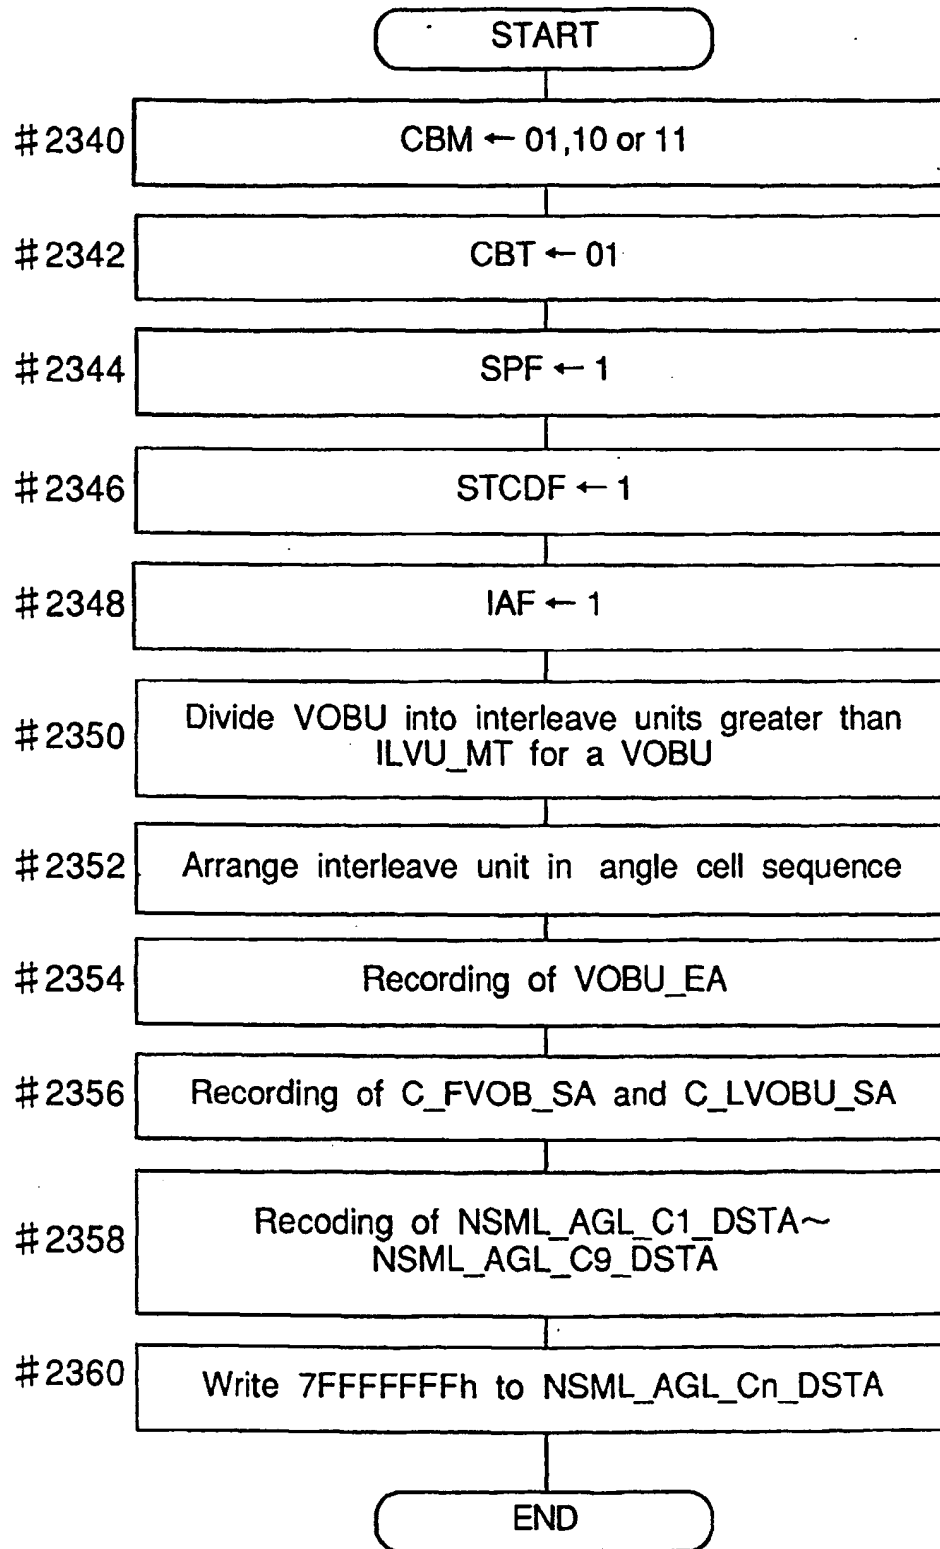 START
#2340
CBM ← 01,10 or 11
#2342
CBT ← 01
#2344
SPF ← 1
#2346
STCDF ← 1
#2348
IAF ← 1
#2350
Divide VOBU into interleave units greater than
ILVU_MT for a VOBU
#2352
Arrange interleave unit in angle cell sequence
#2354
Recording of VOBU_EA
#2356
Recording of C_FVOB_SA and C_LVOBU_SA
#2358
Recoding of NSML_AGL_C1_DSTA~
NSML_AGL_C9_DSTA
#2360
Write 7FFFFFFFh to NSML_AGL_Cn_DSTA
END